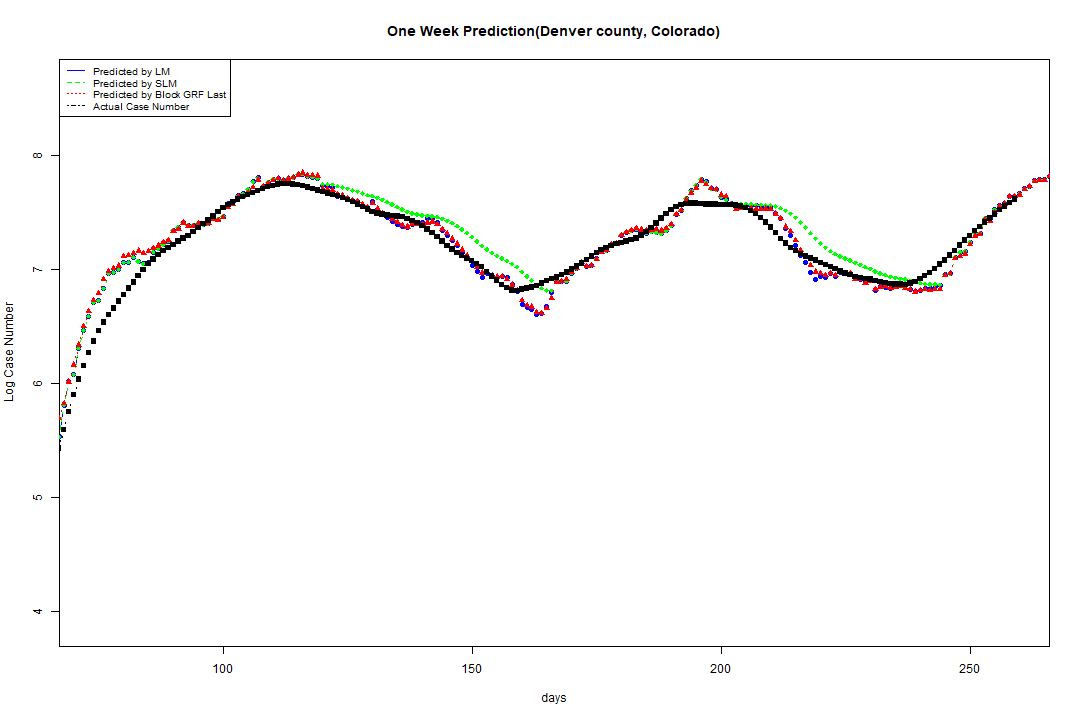 One Week Prediction(Denver county, Colorado)
Predicted by LM
Predicted by SLM
Predicted by Block GRF Last
Actual Case Number
8
7
6
5
4
Log Case Number
100
150
200
250
days